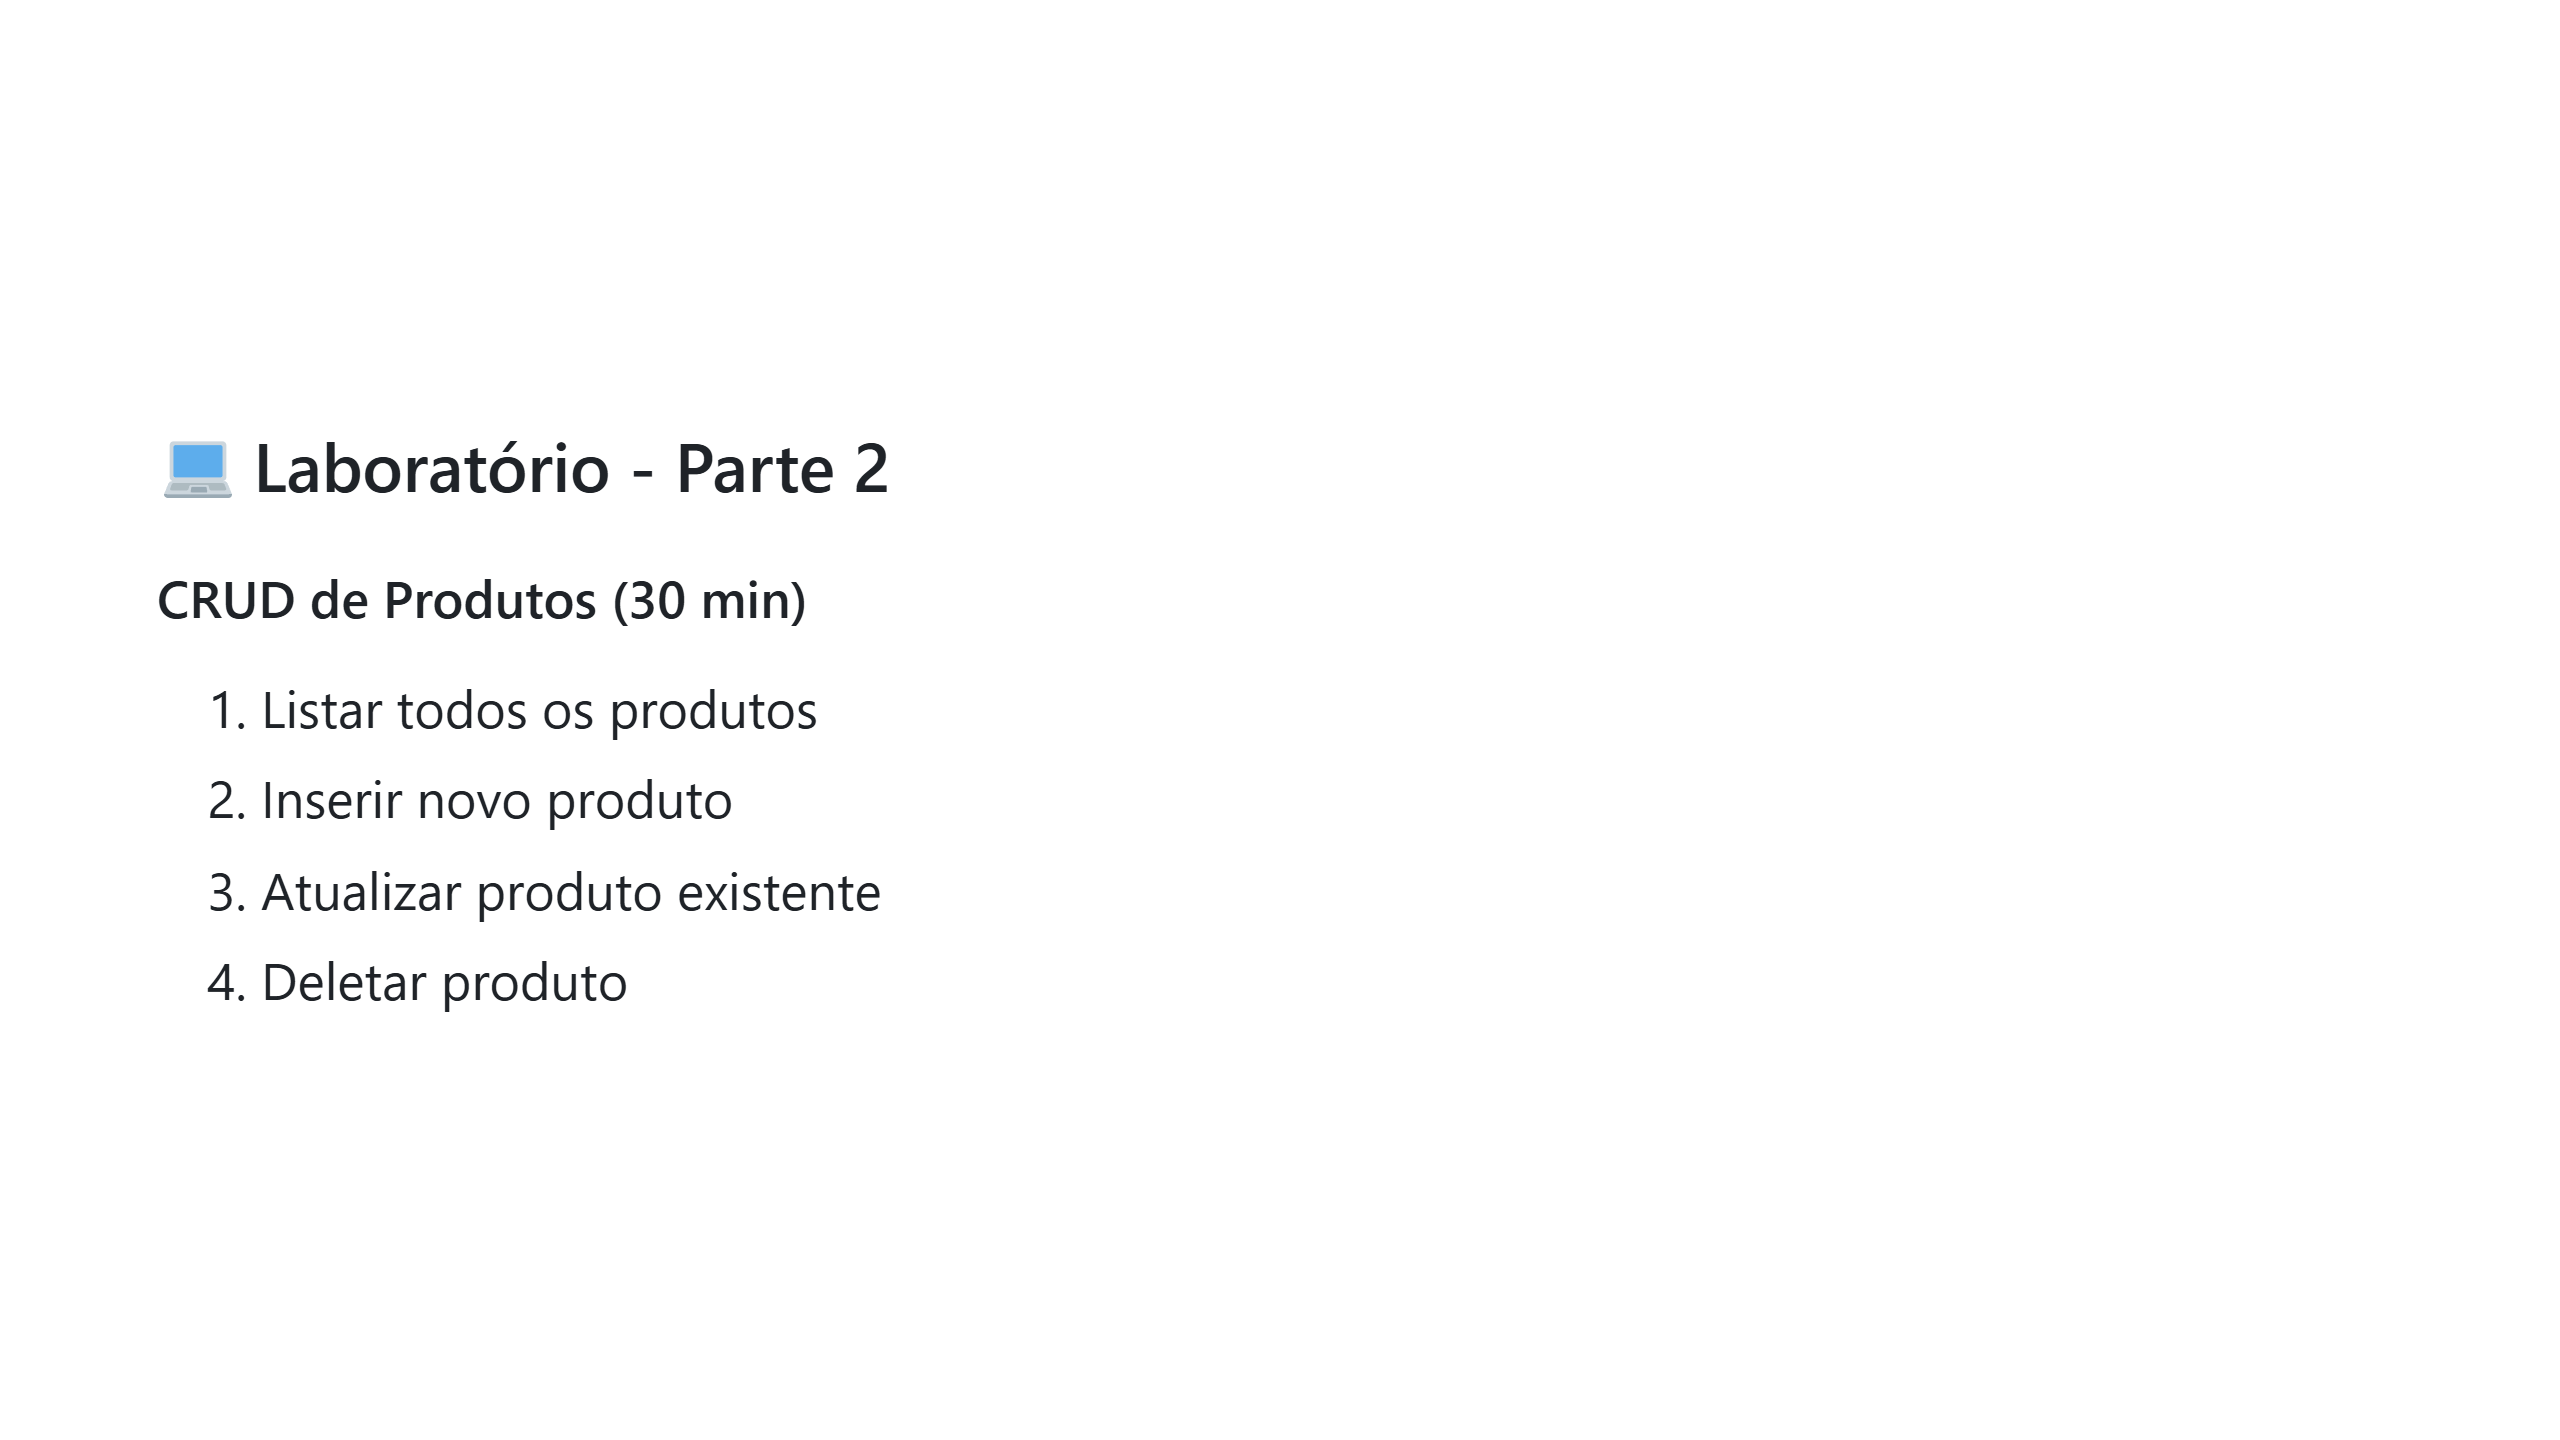 💻 Laboratório - Parte 2
CRUD de Produtos (30 min)
1. Listar todos os produtos
2. Inserir novo produto
3. Atualizar produto existente
4. Deletar produto